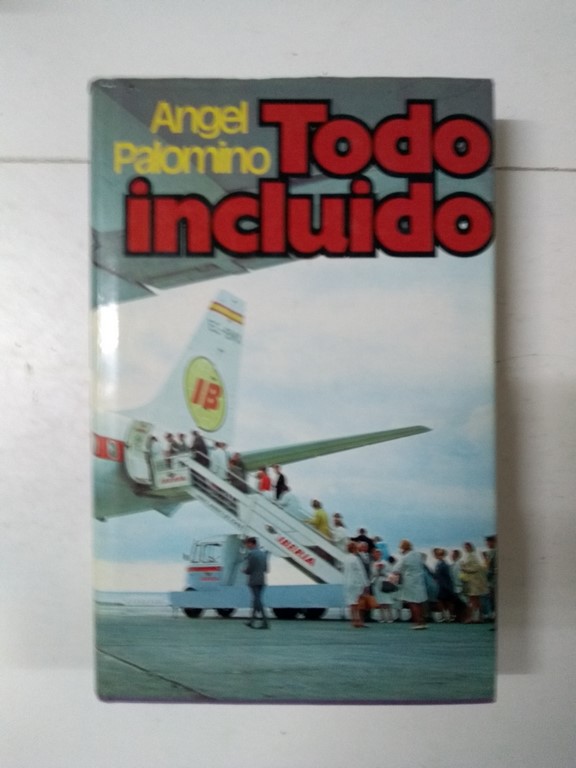 Angel
Palomino
Todo
incluido
IB
IBERIA